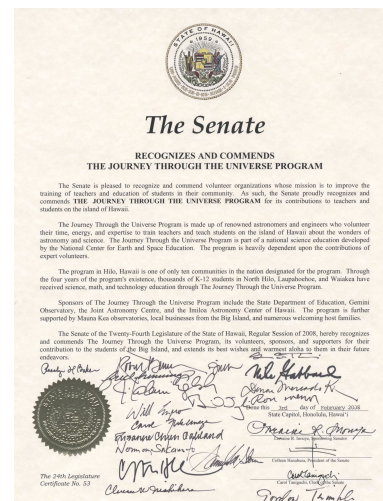 STATE OF HAWAII
1959
The Senate
RECOGNIZES AND COMMENDS
THE JOURNEY THROUGH THE UNIVERSE PROGRAM
The Senate is pleased to recognize and commend volunteer organizations whose mission is to improve the
training of teachers and education of students in their community. As such, the Senate proudly recognizes and
commends THE JOURNEY THROUGH THE UNIVERSE PROGRAM for its contributions to teachers and
students on the island of Hawaii.
The Journey Through the Universe Program is made up of renowned astronomers and engineers who volunteer
their time, energy, and expertise to train teachers and teach students on the island of Hawaii about the wonders of
astronomy and science. The Journey Through the Universe Program is part of a national science education developed
by the National Center for Earth and Space Education. The program is heavily dependent upon the contributions of
expert volunteers.
The program in Hilo, Hawaii is one of only ten communities in the nation designated for the program. Through
the four years of the program's existence, thousands of K-12 students in North Hilo, Laupahoehoe, and Waiakea have
received science, math, and technology education through The Journey Through the Universe Program.
Sponsors of The Journey Through the Universe Program include the State Department of Education, Gemini
Observatory, the Joint Astronomy Centre, and the Imiloa Astronomy Center of Hawaii. The program is further
supported by Mauna Kea observatories, local businesses from the Big Island, and numerous welcoming host families.
The Senate of the Twenty-Fourth Legislature of the State of Hawaii, Regular Session of 2008, hereby recognizes
and commends The Journey Through the Universe Program, its volunteers, sponsors, and supporters for their
contribution to the students of the Big Island, and extends its best wishes and warmest aloha to them in their future
endeavors.
Done this 3rd day of February 2008
State Capitol, Honolulu, Hawai'i
Lorraine R. Inouye, Introducing Senator
Colleen Hanabusa, President of the Senate
Carol Taniguchi, Clerk of the Senate
The 24th Legislature
Certificate No. 53